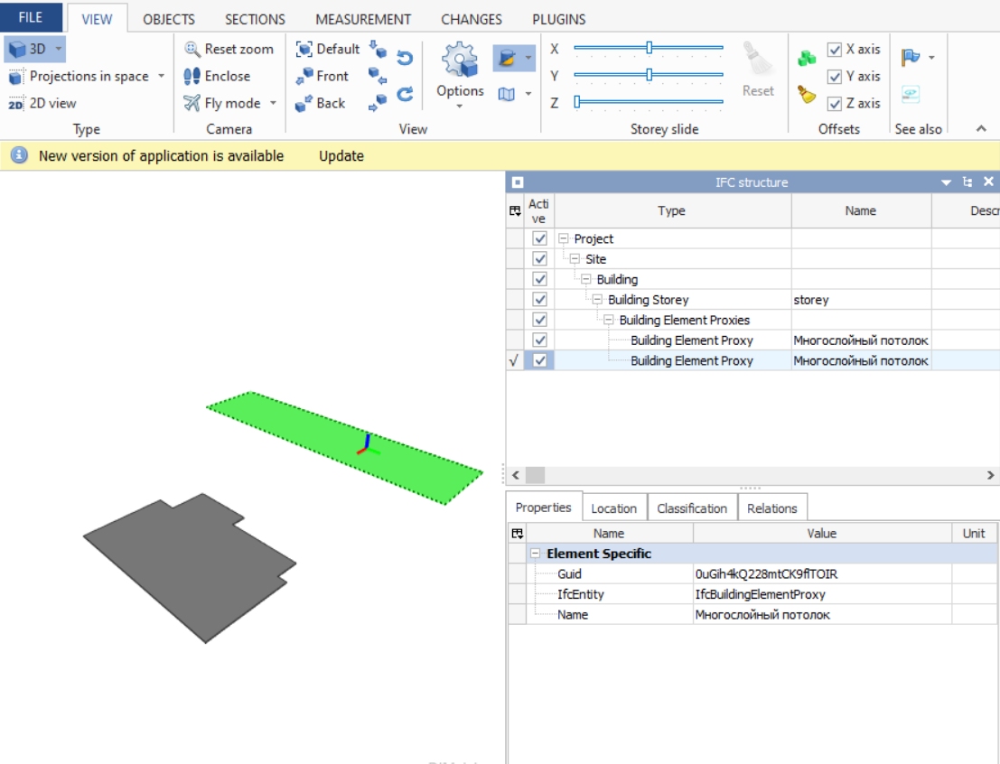 FILE VIEW OBJECTS SECTIONS MEASUREMENT CHANGES PLUGINS
3D Reset zoom Default X X axis
Projections in space Enclose Front Y Options Reset Y axis
2D 2D view Fly mode Back Z Z axis
Type Camera View Storey slide Offsets See also
New version of application is available Update
IFC structure
Acti
ve Type Name Descr
Project
Site
Building
Building Storey storey
Building Element Proxies
Building Element Proxy Многослойный потолок
√ Building Element Proxy Многослойный потолок
Properties Location Classification Relations
Name Value Unit
Element Specific
Guid 0uGih4kQ228mtCK9flTOIR
IfcEntity IfcBuildingElementProxy
Name Многослойный потолок